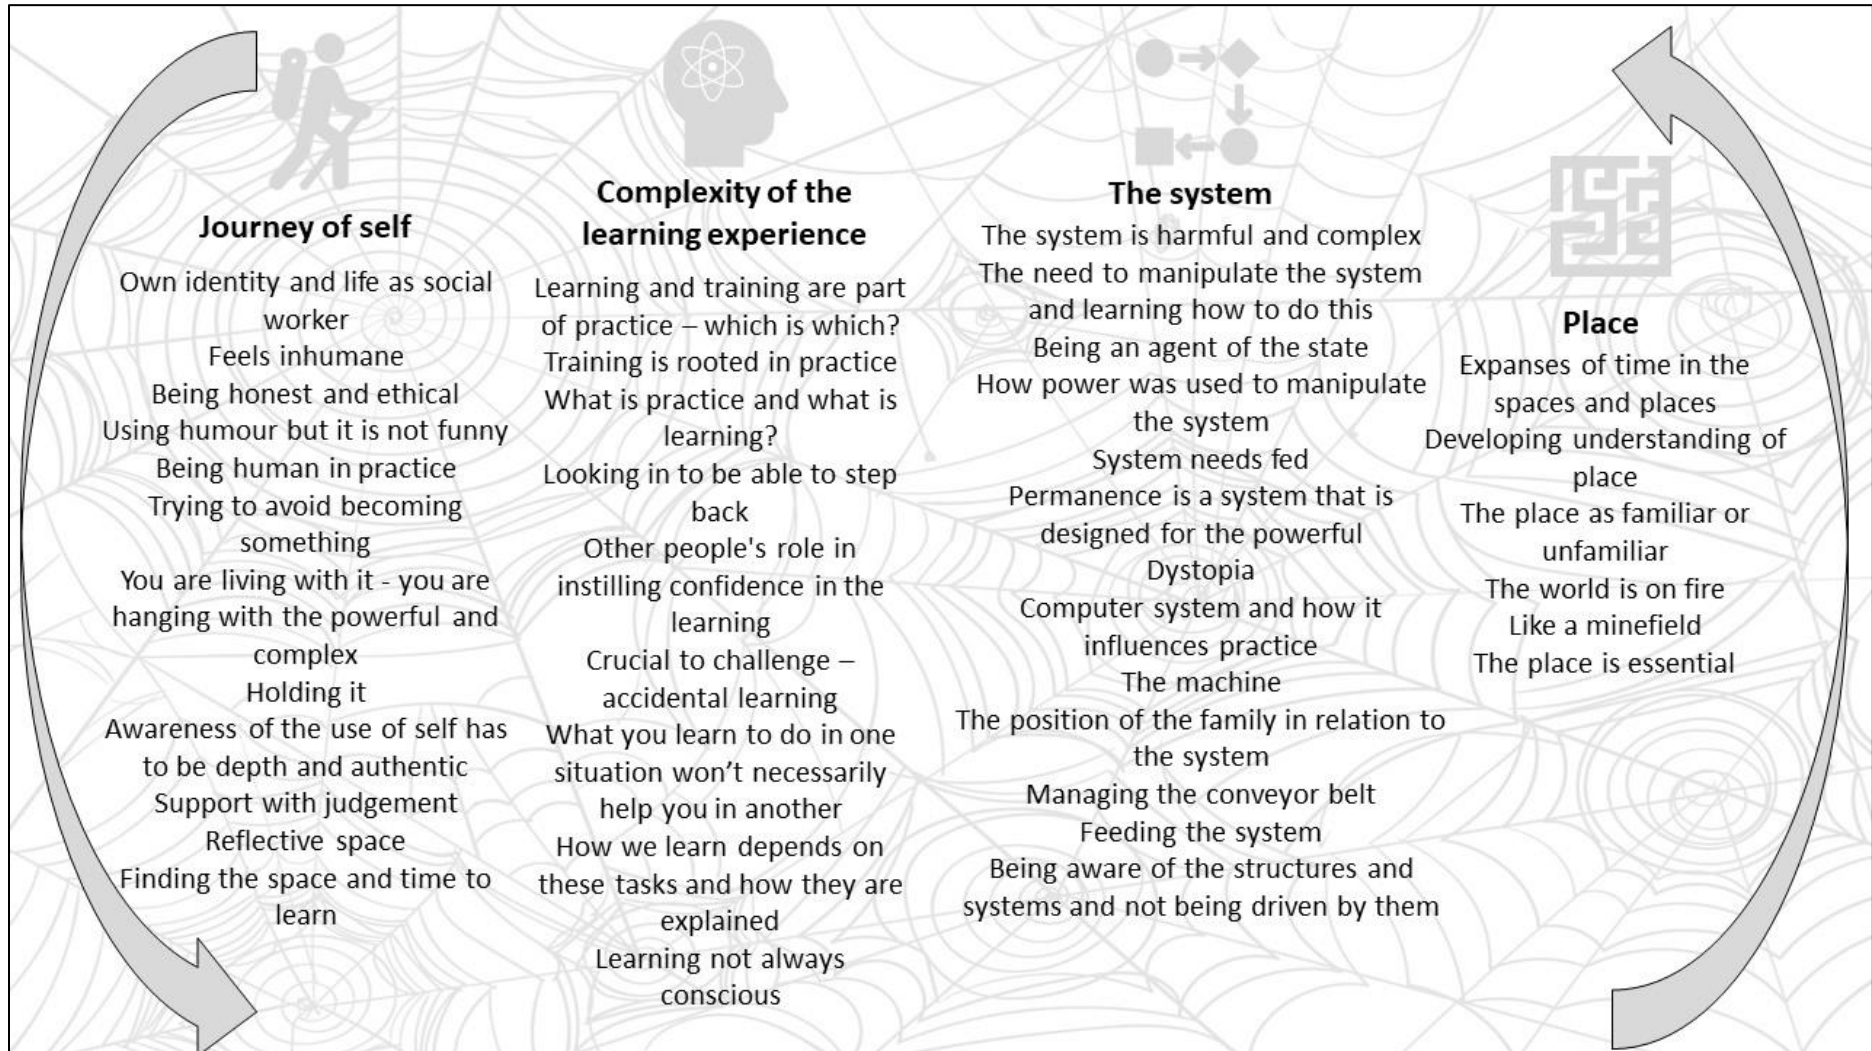 Journey of self
Own identity and life as social
worker
Feels inhumane
Being honest and ethical
Using humour but it is not funny
Being human in practice
Trying to avoid becoming
something
You are living with it - you are
hanging with the powerful and
complex
Holding it
Awareness of the use of self has
to be depth and authentic
Support with judgement
Reflective space
Finding the space and time to
learn
Complexity of the
learning experience
Learning and training are part
of practice – which is which?
Training is rooted in practice
What is practice and what is
learning?
Looking in to be able to step
back
Other people's role in
instilling confidence in the
learning
Crucial to challenge –
accidental learning
What you learn to do in one
situation won’t necessarily
help you in another
How we learn depends on
these tasks and how they are
explained
Learning not always
conscious
The system
The system is harmful and complex
The need to manipulate the system
and learning how to do this
Being an agent of the state
How power was used to manipulate
the system
System needs fed
Permanence is a system that is
designed for the powerful
Dystopia
Computer system and how it
influences practice
The machine
The position of the family in relation to
the system
Managing the conveyor belt
Feeding the system
Being aware of the structures and
systems and not being driven by them
Place
Expanses of time in the
spaces and places
Developing understanding of
place
The place as familiar or
unfamiliar
The world is on fire
Like a minefield
The place is essential